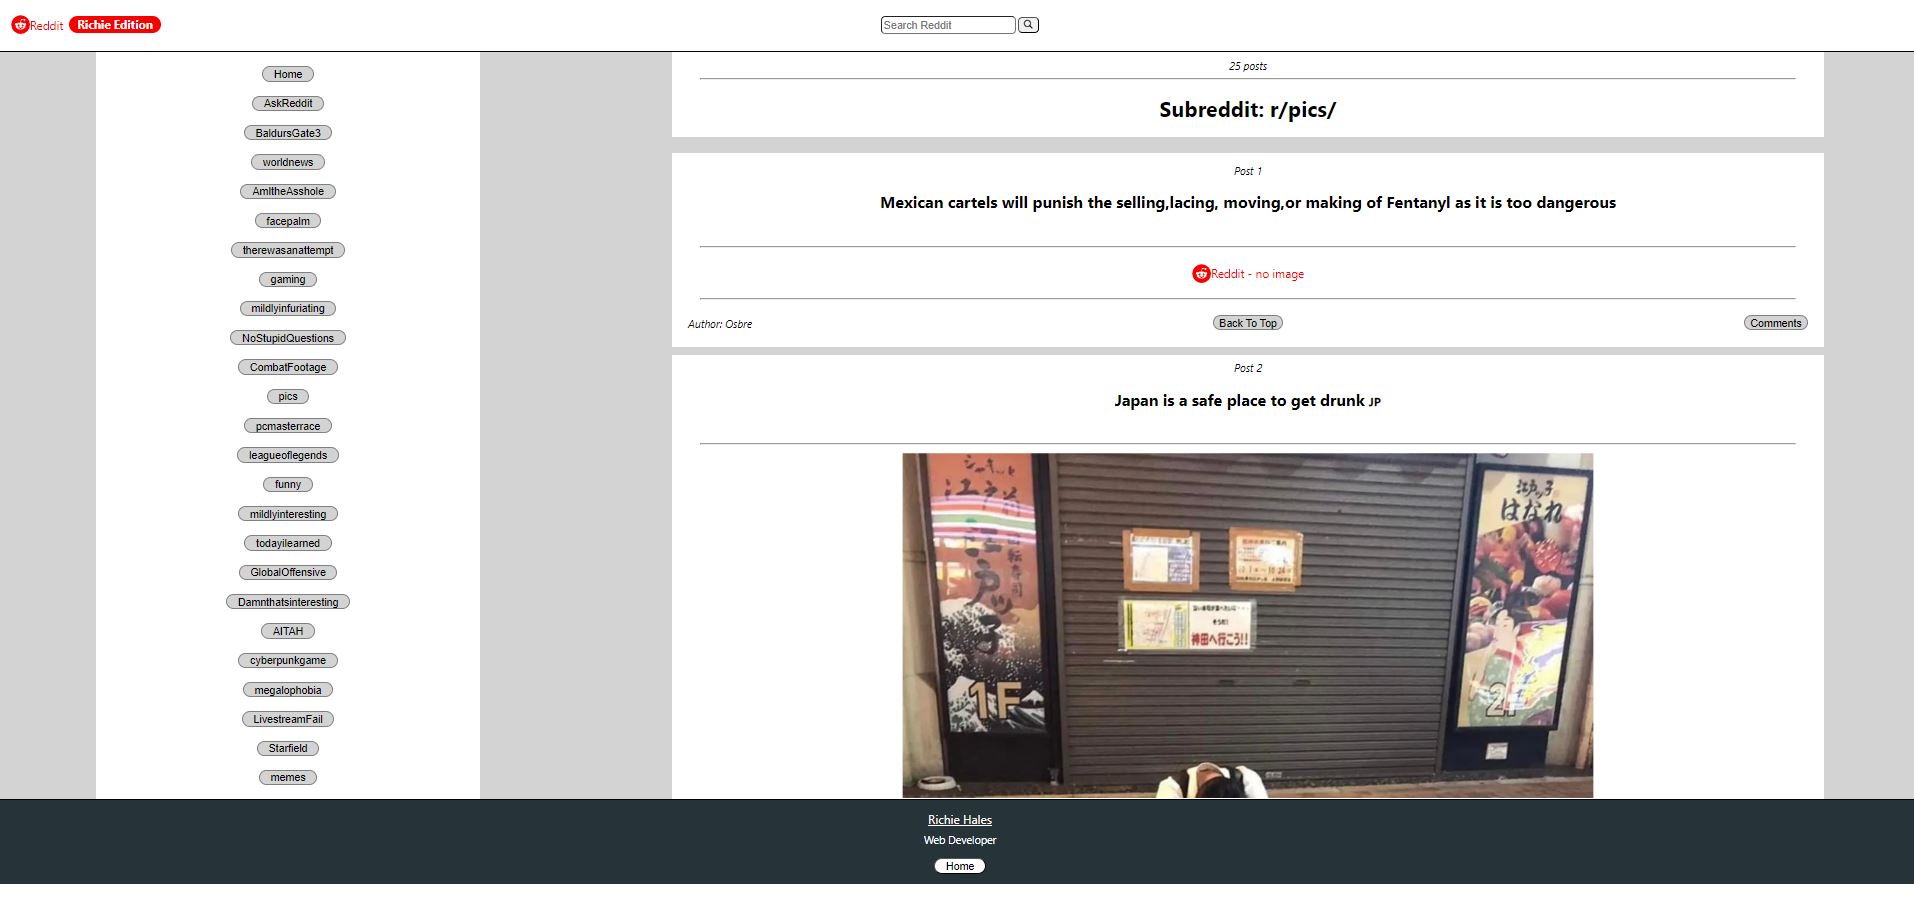 Reddit Richie Edition
Search Reddit
Home
AskReddit
BaldursGate3
worldnews
AmItheAsshole
facepalm
therewasanattempt
gaming
mildlyinfuriating
NoStupidQuestions
CombatFootage
pics
pcmasterrace
leagueoflegends
funny
mildlyinteresting
todayilearned
GlobalOffensive
Damnthatsinteresting
AITAH
cyberpunkgame
megalophobia
LivestreamFail
Starfield
memes
25 posts
Subreddit: r/pics/
Post 1
Mexican cartels will punish the selling,lacing, moving,or making of Fentanyl as it is too dangerous
Reddit - no image
Author: Osbre
Back To Top
Comments
Post 2
Japan is a safe place to get drunk JP
1F
江戸ッ子
はなれ
2F
そうだ!
神田へ行こう!!
Richie Hales
Web Developer
Home